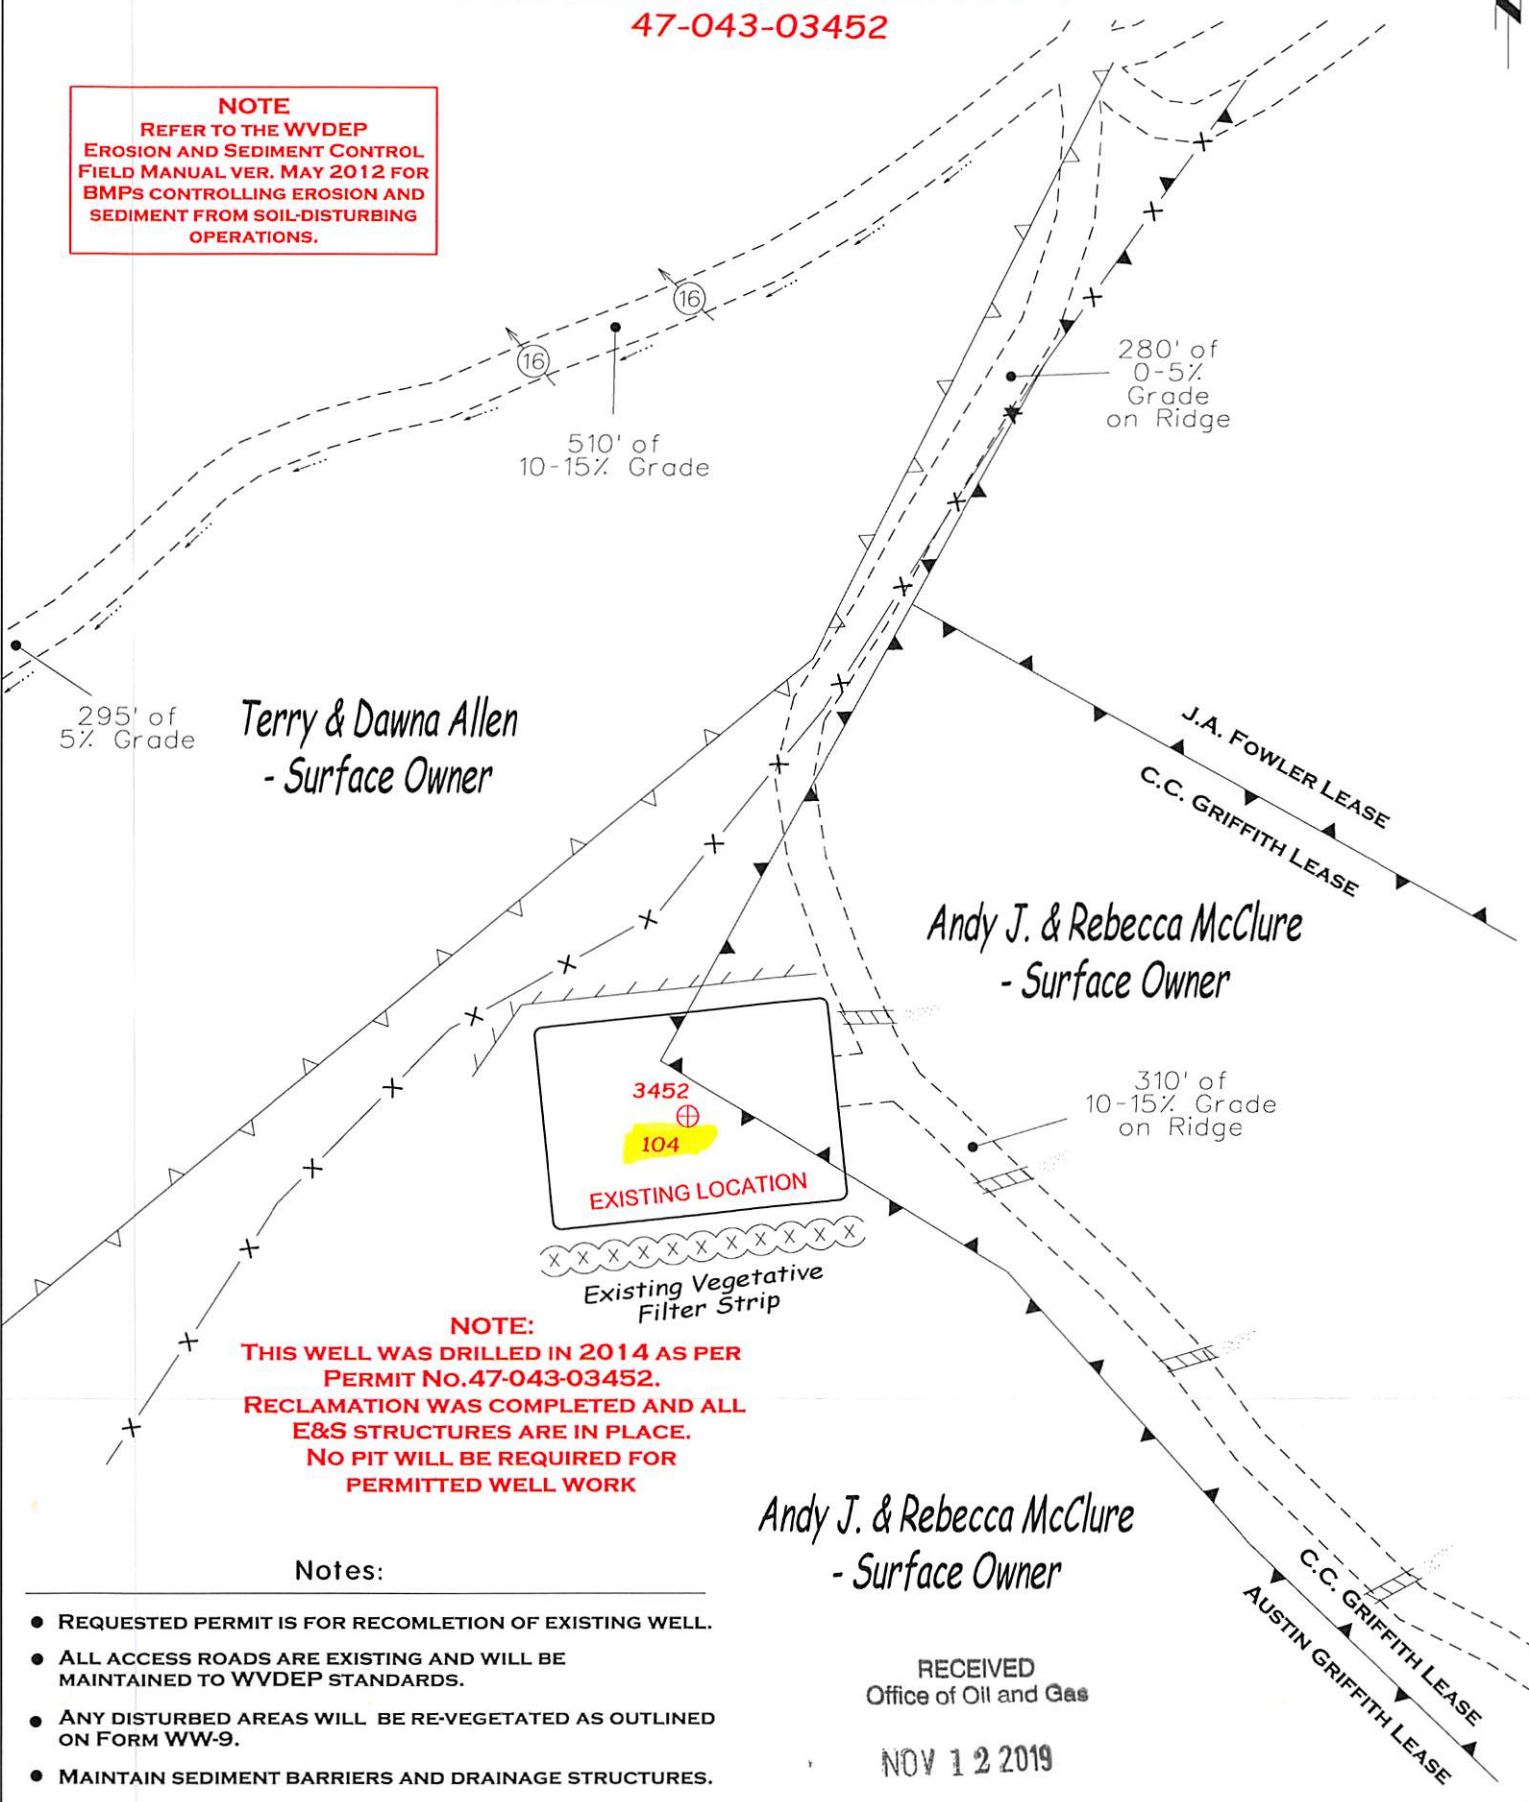 47-043-03452
NOTE
REFER TO THE WVDEP
EROSION AND SEDIMENT CONTROL
FIELD MANUAL VER. MAY 2012 FOR
BMPS CONTROLLING EROSION AND
SEDIMENT FROM SOIL-DISTURBING
OPERATIONS.
16
16
280' of
0-5%
Grade
on Ridge
510' of
10-15% Grade
295' of
5% Grade
Terry & Dawna Allen
- Surface Owner
J.A. FOWLER LEASE
C.C. GRIFFITH LEASE
Andy J. & Rebecca McClure
- Surface Owner
310' of
10-15% Grade
on Ridge
3452
104
EXISTING LOCATION
Existing Vegetative
Filter Strip
NOTE:
THIS WELL WAS DRILLED IN 2014 AS PER
PERMIT NO.47-043-03452.
RECLAMATION WAS COMPLETED AND ALL
E&S STRUCTURES ARE IN PLACE.
NO PIT WILL BE REQUIRED FOR
PERMITTED WELL WORK
Andy J. & Rebecca McClure
- Surface Owner
C.C. GRIFFITH LEASE
AUSTIN GRIFFITH LEASE
Notes:
● REQUESTED PERMIT IS FOR RECOMLETION OF EXISTING WELL.
● ALL ACCESS ROADS ARE EXISTING AND WILL BE
MAINTAINED TO WVDEP STANDARDS.
● ANY DISTURBED AREAS WILL BE RE-VEGETATED AS OUTLINED
ON FORM WW-9.
● MAINTAIN SEDIMENT BARRIERS AND DRAINAGE STRUCTURES.
RECEIVED
Office of Oil and Gas
NOV 12 2019